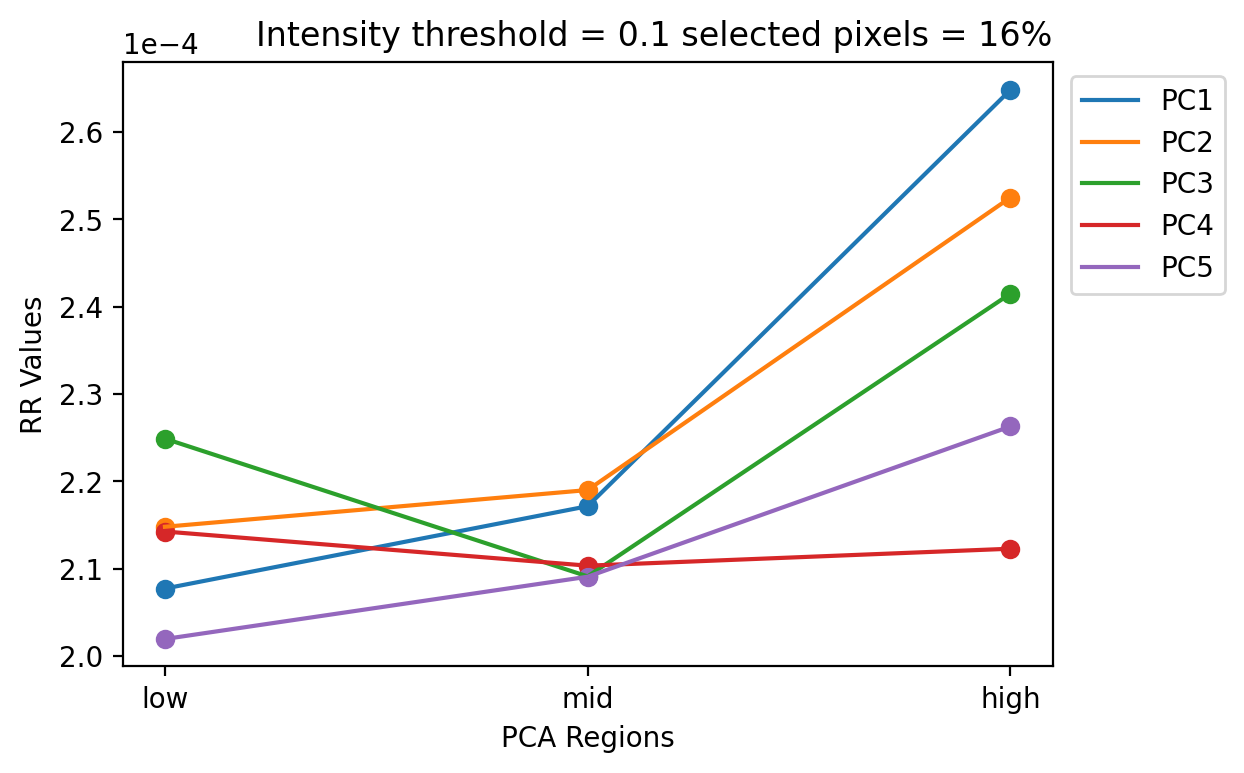 Intensity threshold = 0.1 selected pixels = 16%
1e−4
2.6
2.5
2.4
2.3
2.2
2.1
2.0
RR Values
low
mid
high
PCA Regions
PC1
PC2
PC3
PC4
PC5